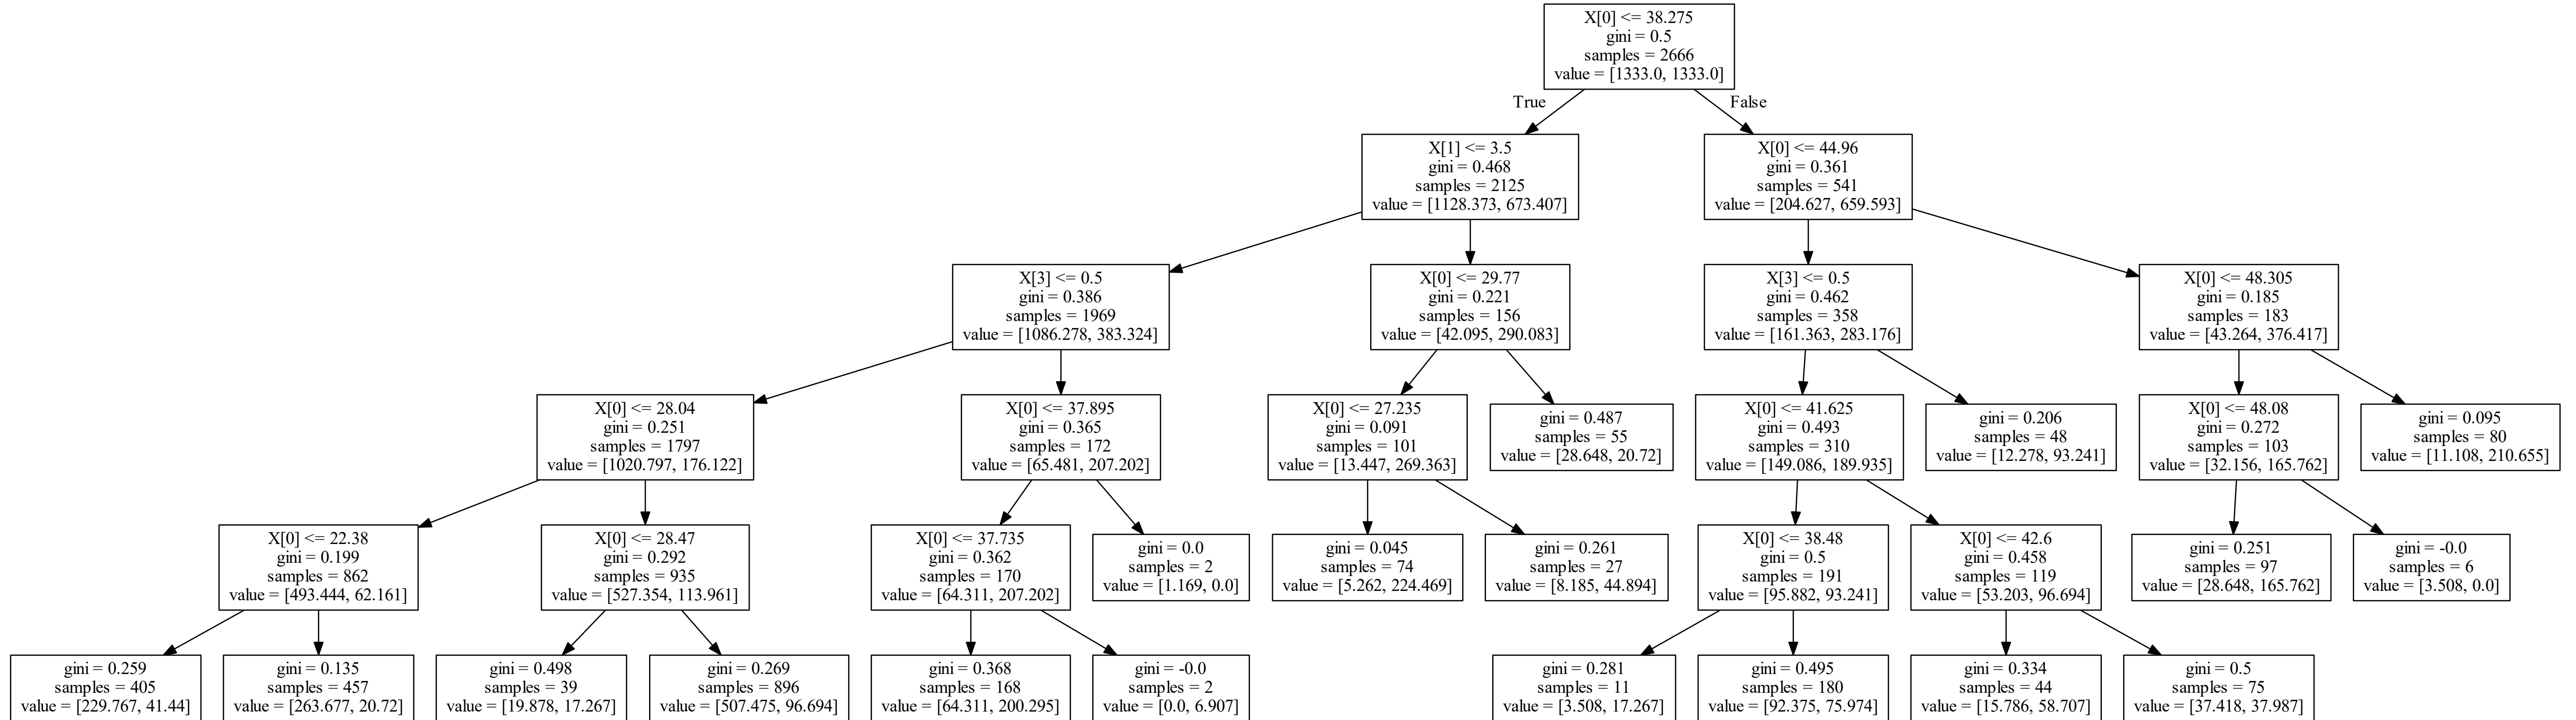 X[0] <= 38.275
gini = 0.5
samples = 2666
value = [1333.0, 1333.0]
True
False
X[1] <= 3.5
gini = 0.468
samples = 2125
value = [1128.373, 673.407]
X[0] <= 44.96
gini = 0.361
samples = 541
value = [204.627, 659.593]
X[3] <= 0.5
gini = 0.386
samples = 1969
value = [1086.278, 383.324]
X[0] <= 29.77
gini = 0.221
samples = 156
value = [42.095, 290.083]
X[3] <= 0.5
gini = 0.462
samples = 358
value = [161.363, 283.176]
X[0] <= 48.305
gini = 0.185
samples = 183
value = [43.264, 376.417]
X[0] <= 28.04
gini = 0.251
samples = 1797
value = [1020.797, 176.122]
X[0] <= 37.895
gini = 0.365
samples = 172
value = [65.481, 207.202]
X[0] <= 27.235
gini = 0.091
samples = 101
value = [13.447, 269.363]
gini = 0.487
samples = 55
value = [28.648, 20.72]
X[0] <= 41.625
gini = 0.493
samples = 310
value = [149.086, 189.935]
gini = 0.206
samples = 48
value = [12.278, 93.241]
X[0] <= 48.08
gini = 0.272
samples = 103
value = [32.156, 165.762]
gini = 0.095
samples = 80
value = [11.108, 210.655]
X[0] <= 22.38
gini = 0.199
samples = 862
value = [493.444, 62.161]
X[0] <= 28.47
gini = 0.292
samples = 935
value = [527.354, 113.961]
X[0] <= 37.735
gini = 0.362
samples = 170
value = [64.311, 207.202]
gini = 0.0
samples = 2
value = [1.169, 0.0]
gini = 0.045
samples = 74
value = [5.262, 224.469]
gini = 0.261
samples = 27
value = [8.185, 44.894]
X[0] <= 38.48
gini = 0.5
samples = 191
value = [95.882, 93.241]
X[0] <= 42.6
gini = 0.458
samples = 119
value = [53.203, 96.694]
gini = 0.251
samples = 97
value = [28.648, 165.762]
gini = -0.0
samples = 6
value = [3.508, 0.0]
gini = 0.259
samples = 405
value = [229.767, 41.44]
gini = 0.135
samples = 457
value = [263.677, 20.72]
gini = 0.498
samples = 39
value = [19.878, 17.267]
gini = 0.269
samples = 896
value = [507.475, 96.694]
gini = 0.368
samples = 168
value = [64.311, 200.295]
gini = -0.0
samples = 2
value = [0.0, 6.907]
gini = 0.281
samples = 11
value = [3.508, 17.267]
gini = 0.495
samples = 180
value = [92.375, 75.974]
gini = 0.334
samples = 44
value = [15.786, 58.707]
gini = 0.5
samples = 75
value = [37.418, 37.987]